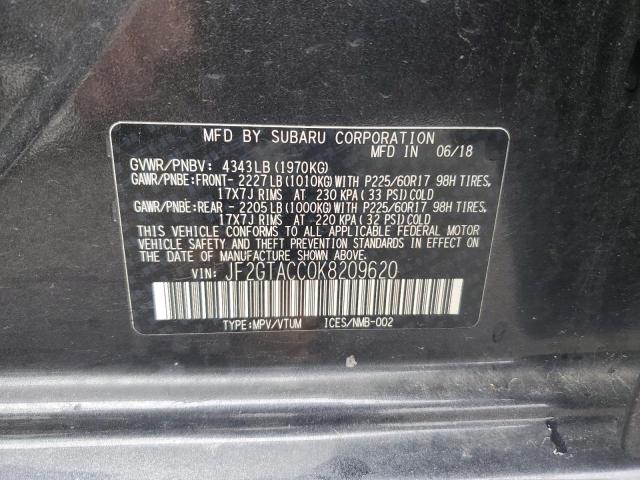 MFD BY SUBARU CORPORATION
MFD IN 06/18
GVWR/PNBV: 4343LB(1970KG)
GAWR/PNBE:FRONT-2227LB(1010KG)WITH P225/60R17 98H TIRES,
17X7J RIMS AT 230 KPA(33 PSI)COLD
GAWR/PNBE:REAR -2205LB(1000KG)WITH P225/60R17 98H TIRES,
17X7J RIMS AT 220 KPA(32 PSI)COLD
THIS VEHICLE CONFORMS TO ALL APPLICABLE FEDERAL MOTOR
VEHICLE SAFETY AND THEFT PREVENTION STANDARDS IN EFFECT
ON THE DATE OF MANUFACTURE SHOWN ABOVE.
VIN: JF2GTACC0K8209620
TYPE:MPV/VTUM ICES/NMB-002